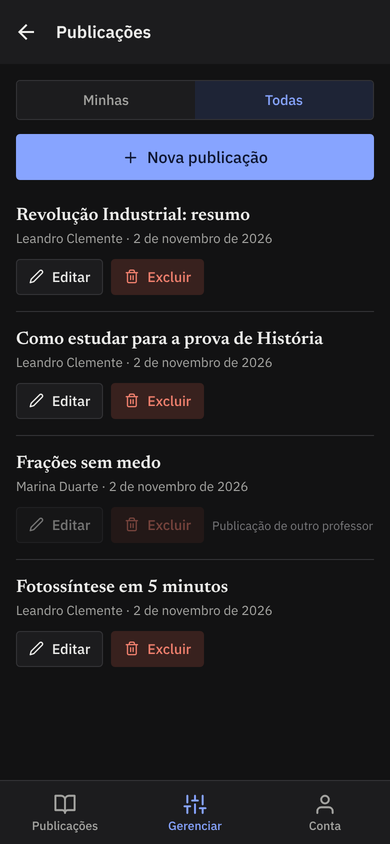 Publicações
Minhas
Todas
Nova publicação
Revolução Industrial: resumo
Leandro Clemente · 2 de novembro de 2026
Editar
Excluir
Como estudar para a prova de História
Leandro Clemente · 2 de novembro de 2026
Editar
Excluir
Frações sem medo
Marina Duarte · 2 de novembro de 2026
Editar
Excluir
Publicação de outro professor
Fotossíntese em 5 minutos
Leandro Clemente · 2 de novembro de 2026
Editar
Excluir
Publicações
Gerenciar
Conta